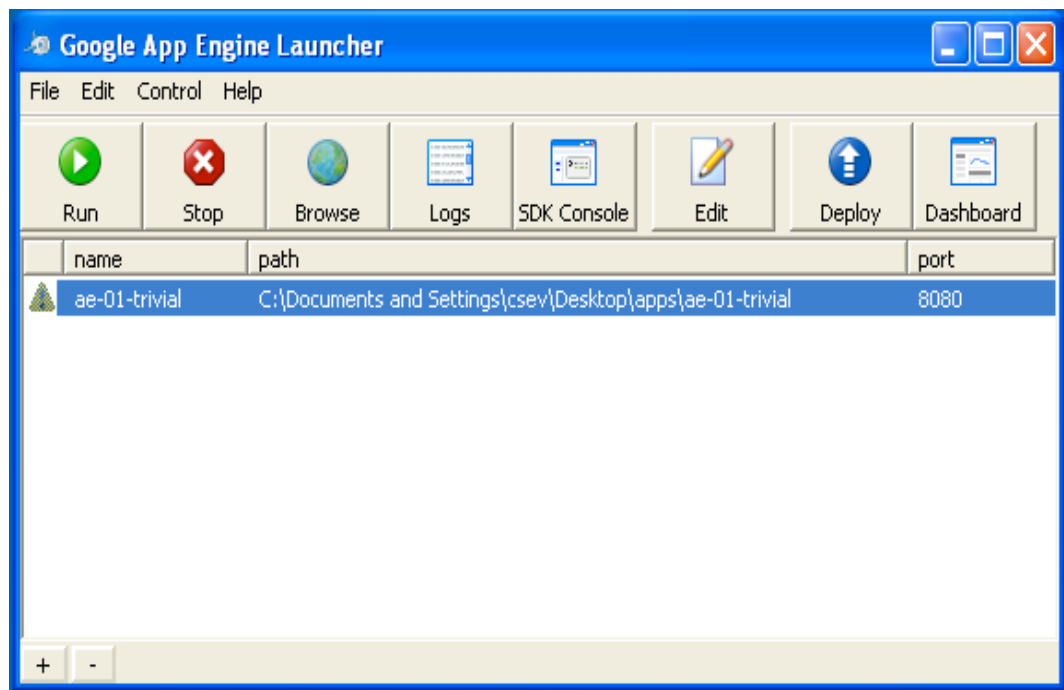 Google App Engine Launcher
File Edit Control Help
Run Stop Browse Logs SDK Console Edit Deploy Dashboard
name path port
ae-01-trivial C:\Documents and Settings\csev\Desktop\apps\ae-01-trivial 8080
+ -